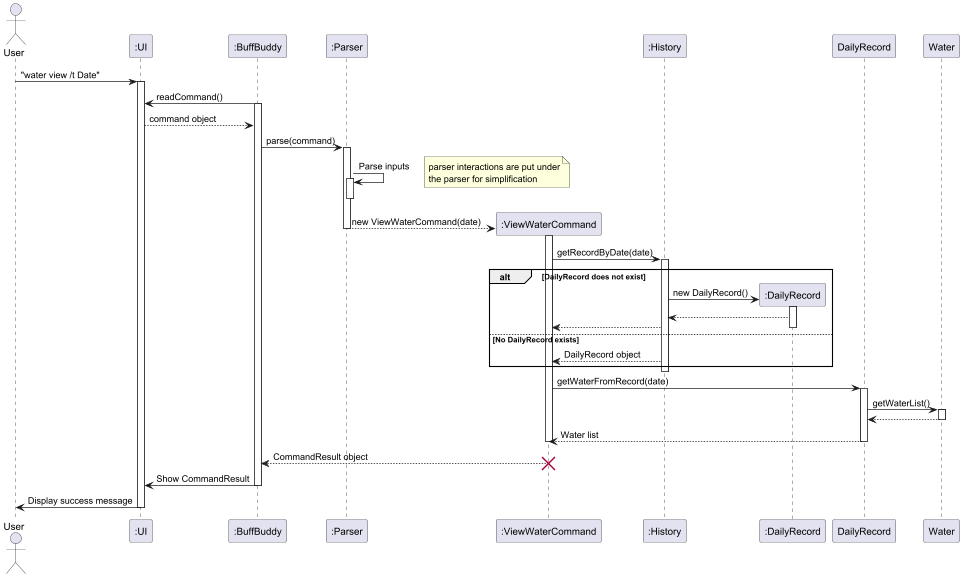 User
:UI
:BuffBuddy
:Parser
:History
DailyRecord
Water
"water view /t Date"
readCommand()
command object
parse(command)
Parse inputs
parser interactions are put under
the parser for simplification
new ViewWaterCommand(date)
:ViewWaterCommand
getRecordByDate(date)
alt
[DailyRecord does not exist]
new DailyRecord()
:DailyRecord
[No DailyRecord exists]
DailyRecord object
getWaterFromRecord(date)
getWaterList()
Water list
CommandResult object
Show CommandResult
Display success message
User
:UI
:BuffBuddy
:Parser
:ViewWaterCommand
:History
:DailyRecord
DailyRecord
Water